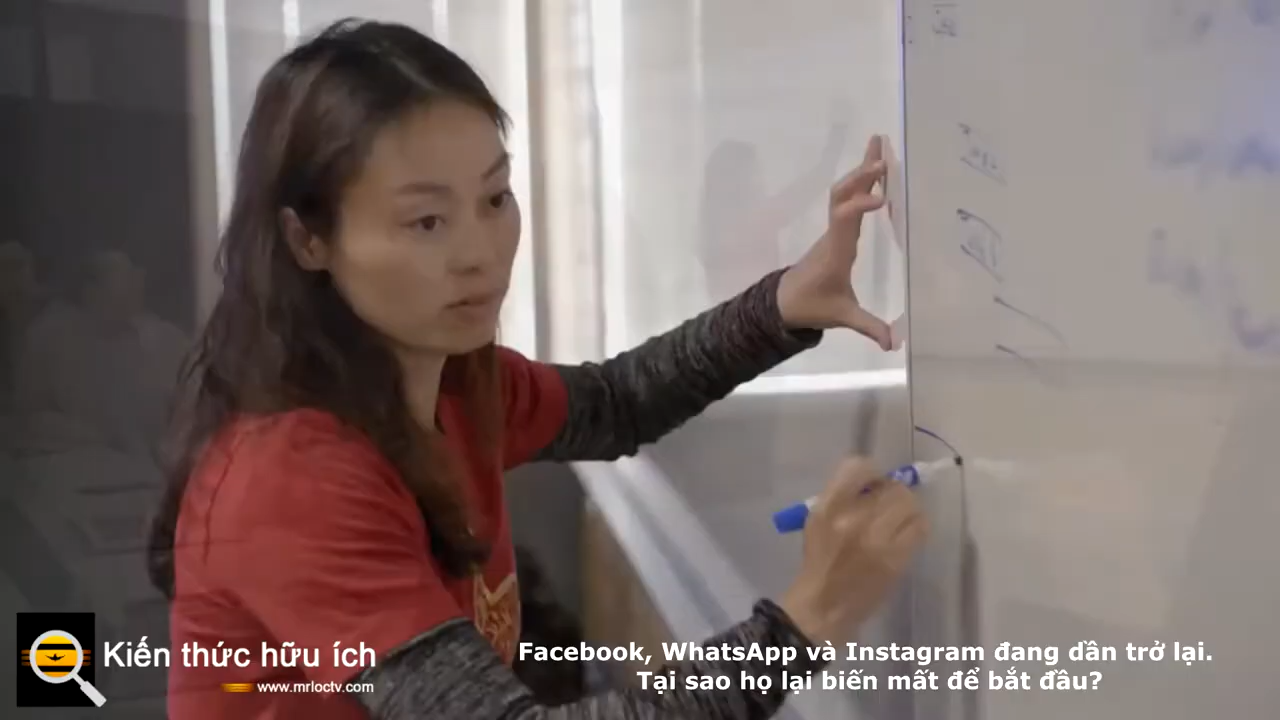 Kiến thức hữu ích
www.mrloctv.com
Facebook, WhatsApp và Instagram đang dần trở lại.
Tại sao họ lại biến mất để bắt đầu?